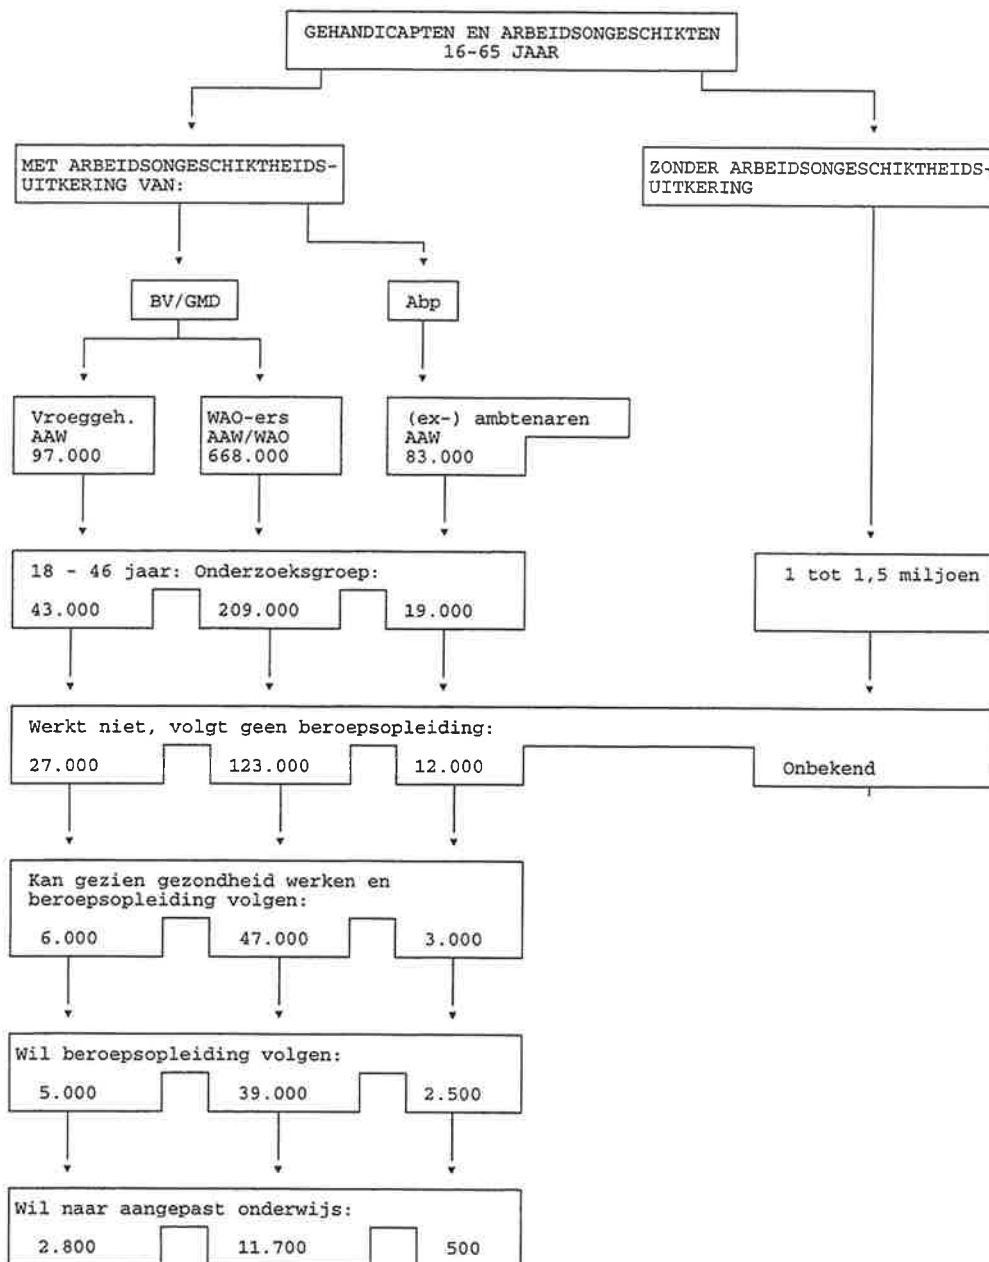 GEHANDICAPTEN EN ARBEIDSONGESCHIKTEN
16-65 JAAR
MET ARBEIDSONGESCHIKTHEIDS-
UITKERING VAN:
ZONDER ARBEIDSONGESCHIKTHEIDS-
UITKERING
BV/GMD
Abp
Vroeggeh.
AAW
97.000
WAO-ers
AAW/WAO
668.000
(ex-) ambtenaren
AAW
83.000
18 - 46 jaar: Onderzoeksgroep:
43.000 209.000 19.000
1 tot 1,5 miljoen
Werkt niet, volgt geen beroepsopleiding:
27.000 123.000 12.000 Onbekend
Kan gezien gezondheid werken en
beroepsopleiding volgen:
6.000 47.000 3.000
Wil beroepsopleiding volgen:
5.000 39.000 2.500
Wil naar aangepast onderwijs:
2.800 11.700 500